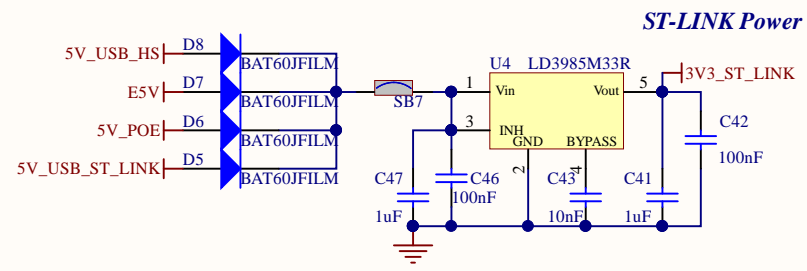 ST-LINK Power
5V_USB_HS
D8
BAT60JFILM
E5V
D7
BAT60JFILM
5V_POE
D6
BAT60JFILM
5V_USB_ST_LINK
D5
BAT60JFILM
SB7
U4
LD3985M33R
1
Vin
Vout
5
3V3_ST_LINK
3
INH
GND
BYPASS
2
4
C47
1uF
C46
100nF
C43
10nF
C41
1uF
C42
100nF